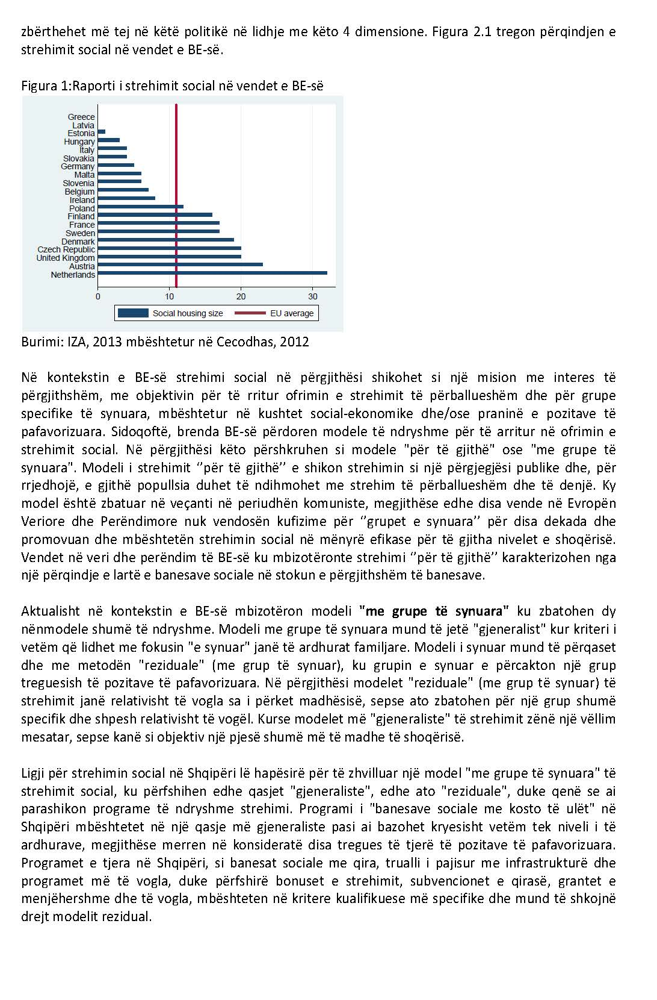 zbërthehet më tej në këtë politikë në lidhje me këto 4 dimensione. Figura 2.1 tregon përqindjen e
strehimit social në vendet e BE-së.
Figura 1:Raporti i strehimit social në vendet e BE-së
Greece
Latvia
Estonia
Hungary
Italy
Slovakia
Germany
Malta
Slovenia
Belgium
Ireland
Poland
Finland
France
Sweden
Denmark
Czech Republic
United Kingdom
Austria
Netherlands
0 10 20 30
Social housing size EU average
Burimi: IZA, 2013 mbështetur në Cecodhas, 2012
Në kontekstin e BE-së strehimi social në përgjithësi shikohet si një mision me interes të
përgjithshëm, me objektivin për të rritur ofrimin e strehimit të përballueshëm dhe për grupe
specifike të synuara, mbështetur në kushtet social-ekonomike dhe/ose praninë e pozitave të
pafavorizuara. Sidoqoftë, brenda BE-së përdoren modele të ndryshme për të arritur në ofrimin e
strehimit social. Në përgjithësi këto përshkruhen si modele "për të gjithë" ose "me grupe të
synuara". Modeli i strehimit ‘’për të gjithë’’ e shikon strehimin si një përgjegjësi publike dhe, për
rrjedhojë, e gjithë popullsia duhet të ndihmohet me strehim të përballueshëm dhe të denjë. Ky
model është zbatuar në veçanti në periudhën komuniste, megjithëse edhe disa vende në Evropën
Veriore dhe Perëndimore nuk vendosën kufizime për ‘’grupet e synuara’’ për disa dekada dhe
promovuan dhe mbështetën strehimin social në mënyrë efikase për të gjitha nivelet e shoqërisë.
Vendet në veri dhe perëndim të BE-së ku mbizotëronte strehimi ‘’për të gjithë’’ karakterizohen nga
një përqindje e lartë e banesave sociale në stokun e përgjithshëm të banesave.
Aktualisht në kontekstin e BE-së mbizotëron modeli "me grupe të synuara" ku zbatohen dy
nënmodele shumë të ndryshme. Modeli me grupe të synuara mund të jetë "gjeneralist" kur kriteri i
vetëm që lidhet me fokusin "e synuar" janë të ardhurat familjare. Modeli i synuar mund të përqaset
dhe me metodën "reziduale" (me grup të synuar), ku grupin e synuar e përcakton një grup
treguesish të pozitave të pafavorizuara. Në përgjithësi modelet "reziduale" (me grup të synuar) të
strehimit janë relativisht të vogla sa i përket madhësisë, sepse ato zbatohen për një grup shumë
specifik dhe shpesh relativisht të vogël. Kurse modelet më "gjeneraliste" të strehimit zënë një vëllim
mesatar, sepse kanë si objektiv një pjesë shumë më të madhe të shoqërisë.
Ligji për strehimin social në Shqipëri lë hapësirë për të zhvilluar një model "me grupe të synuara" të
strehimit social, ku përfshihen edhe qasjet "gjeneraliste", edhe ato "reziduale", duke qenë se ai
parashikon programe të ndryshme strehimi. Programi i "banesave sociale me kosto të ulët" në
Shqipëri mbështetet në një qasje më gjeneraliste pasi ai bazohet kryesisht vetëm tek niveli i të
ardhurave, megjithëse merren në konsideratë disa tregues të tjerë të pozitave të pafavorizuara.
Programet e tjera në Shqipëri, si banesat sociale me qira, trualli i pajisur me infrastrukturë dhe
programet më të vogla, duke përfshirë bonuset e strehimit, subvencionet e qirasë, grantet e
menjëhershme dhe të vogla, mbështeten në kritere kualifikuese më specifike dhe mund të shkojnë
drejt modelit rezidual.